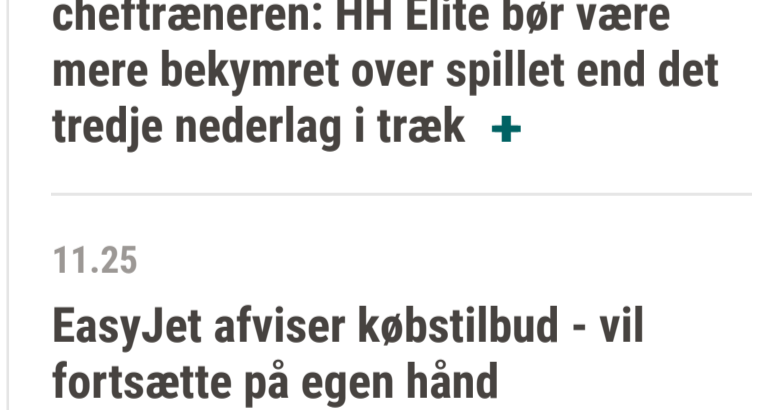 cheftræneren: HH Elite bør være
mere bekymret over spillet end det
tredje nederlag i træk +
11.25
EasyJet afviser købstilbud - vil
fortsætte på egen hånd